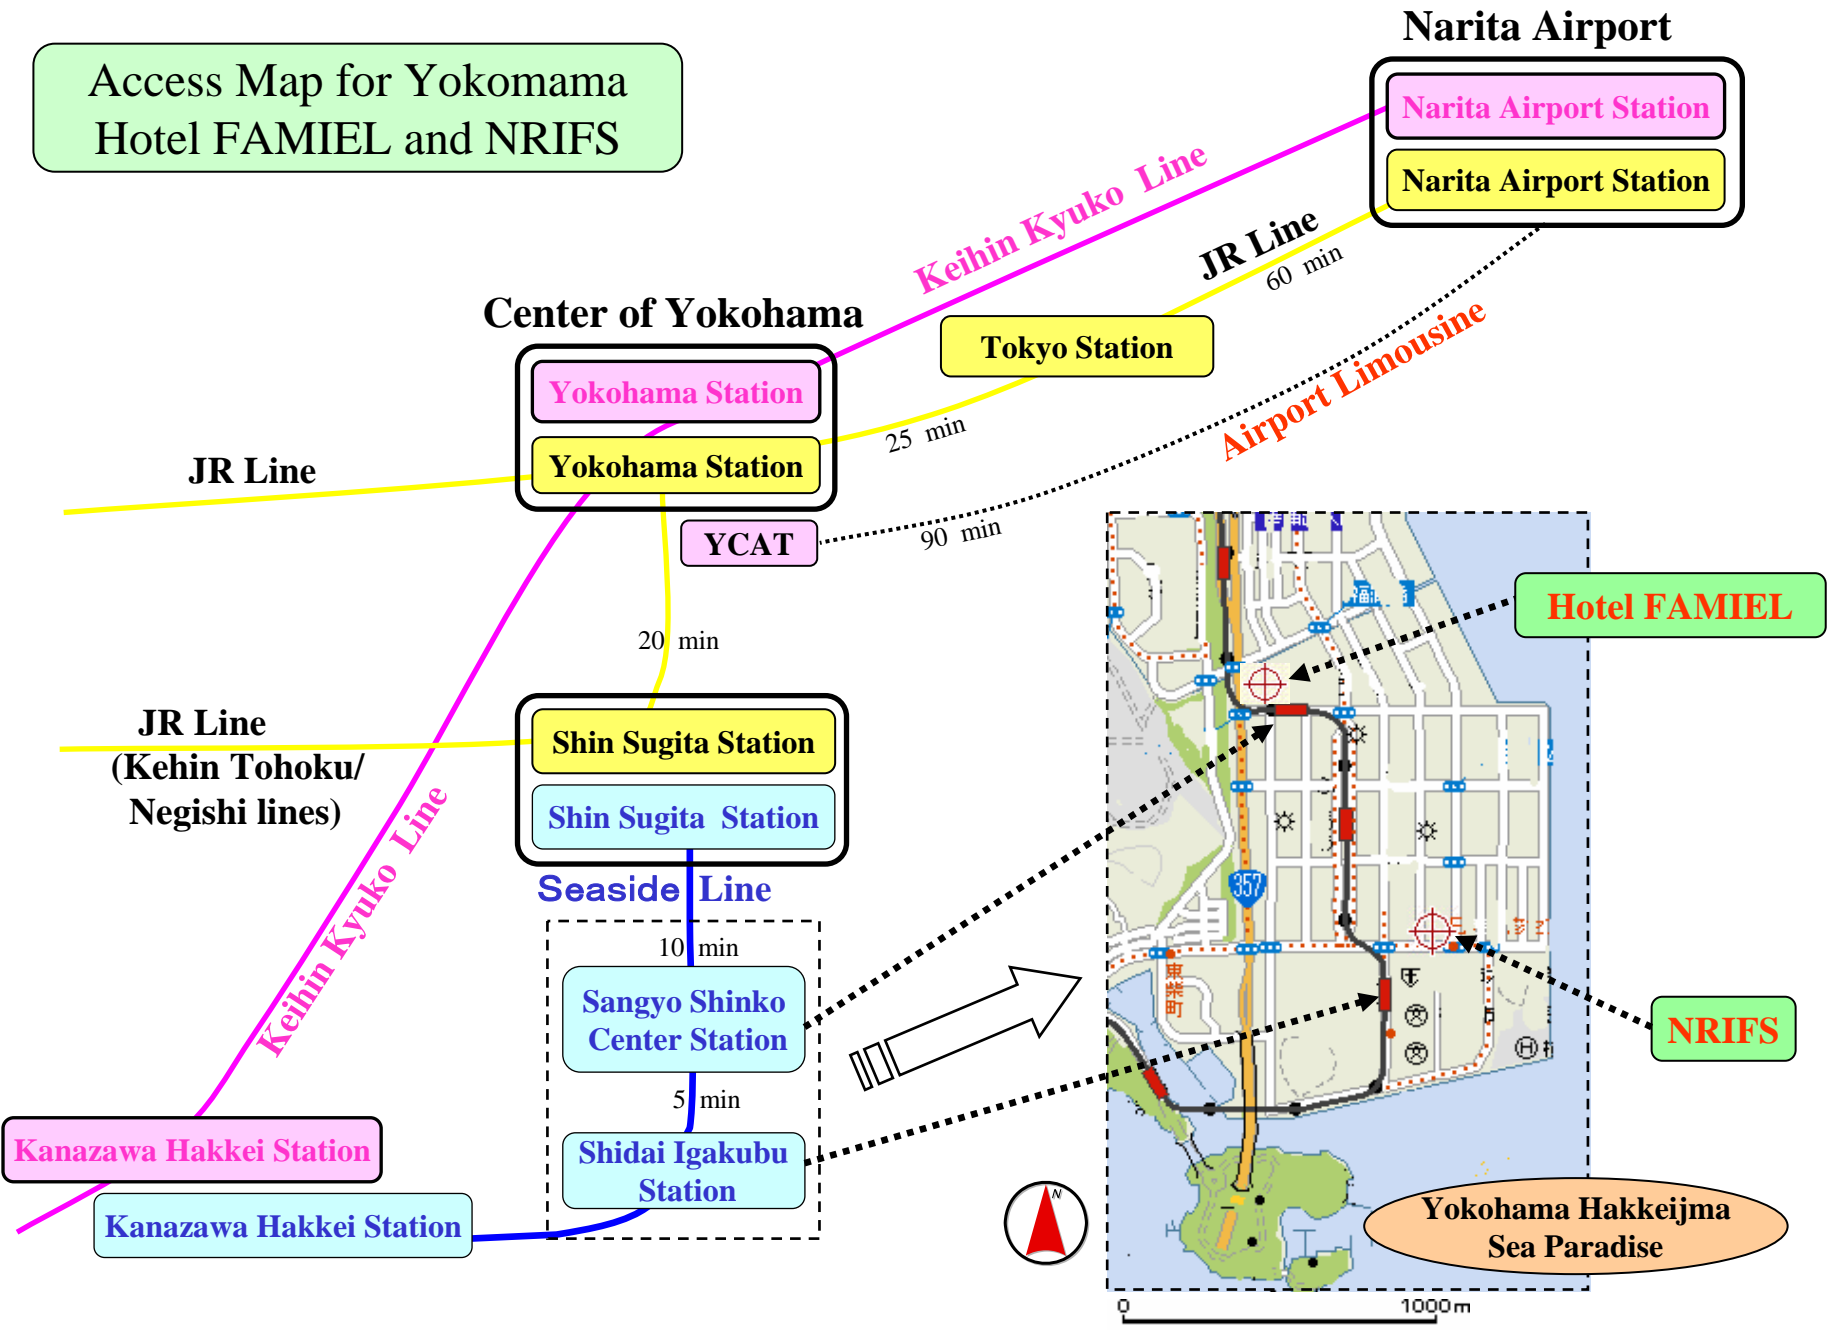 Access Map for Yokomama
Hotel FAMIEL and NRIFS
Narita Airport
Narita Airport Station
Narita Airport Station
Keihin Kyuko Line
JR Line
60 min
Center of Yokohama
Tokyo Station
Yokohama Station
Yokohama Station
25 min
Airport Limousine
JR Line
YCAT
90 min
Hotel FAMIEL
20 min
JR Line
(Kehin Tohoku/
Negishi lines)
Shin Sugita Station
Shin Sugita Station
Keihin Kyuko Line
Seaside Line
357
10 min
Sangyo Shinko
Center Station
東柴町
NRIFS
5 min
Shidai Igakubu
Station
Kanazawa Hakkei Station
Kanazawa Hakkei Station
N
Yokohama Hakkeijma
Sea Paradise
0 1000m